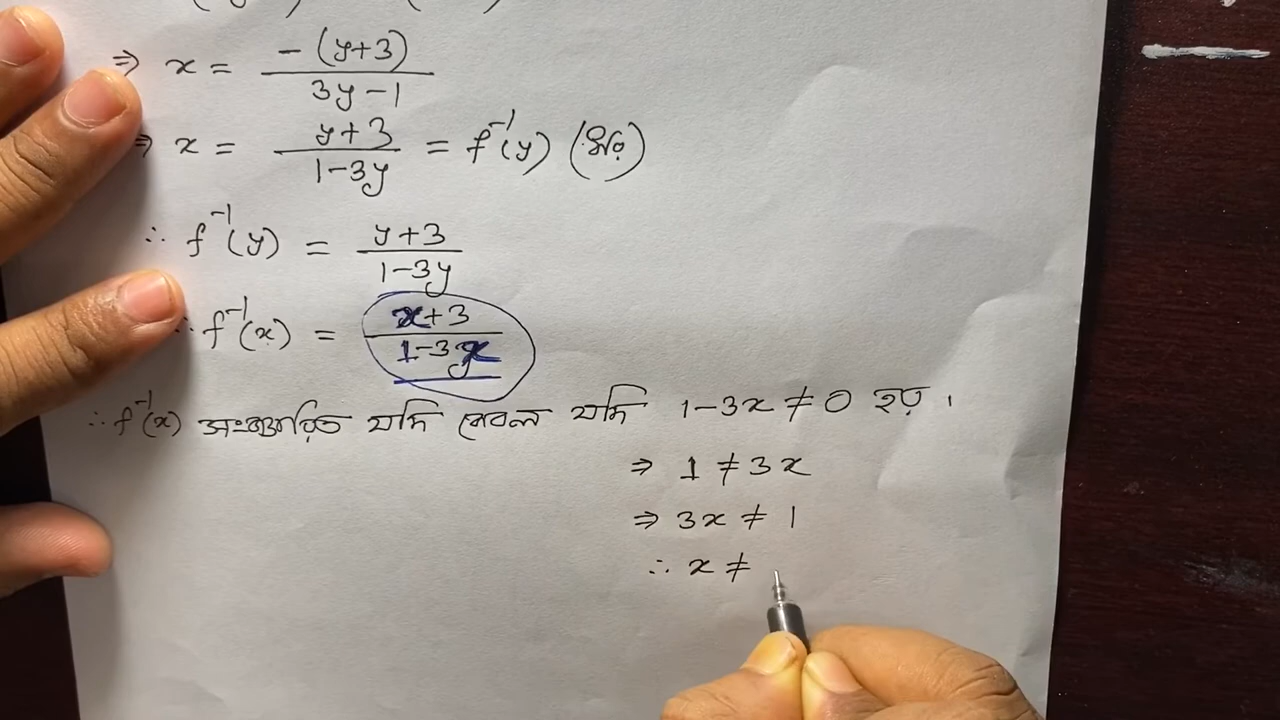 ⇒ x = -(y+3) / 3y-1
⇒ x = y+3 / 1-3y = f⁻¹(y) (ধরি)
∴ f⁻¹(y) = y+3 / 1-3y
∴ f⁻¹(x) = x+3 / 1-3x
∴ f⁻¹(x) সংজ্ঞায়িত যদি কেবল যদি 1-3x ≠ 0 হয় ।
⇒ 1 ≠ 3x
⇒ 3x ≠ 1
∴ x ≠